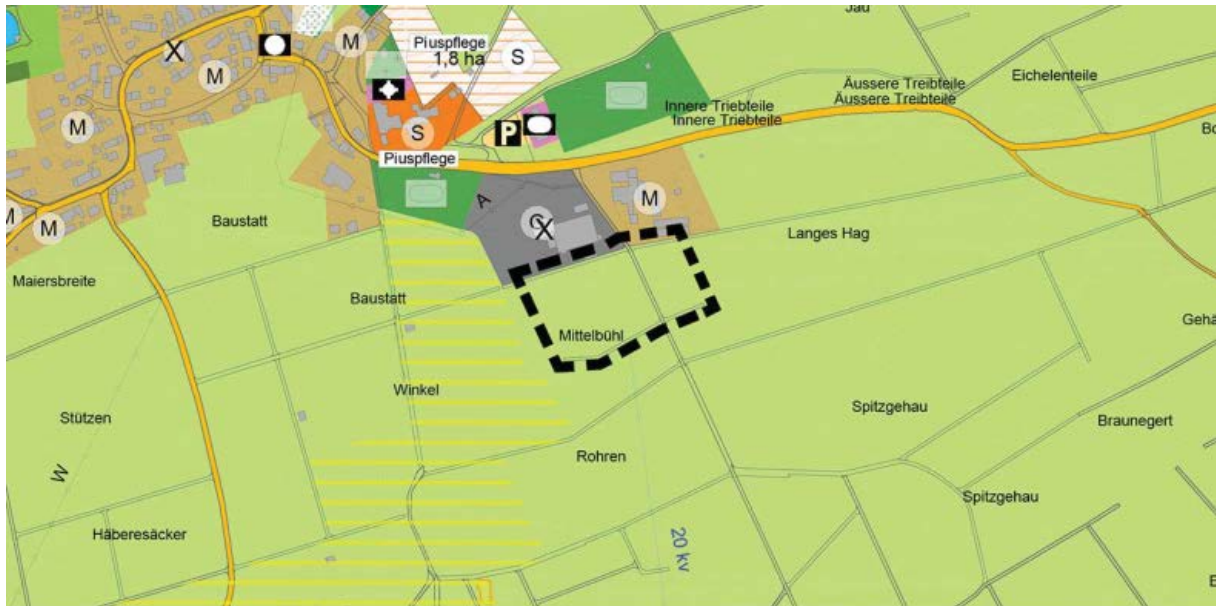 Jau
Piuspflege
1,8 ha
S
M
X
M
Eichelenteile
Äussere Treibteile
Äussere Treibteile
Innere Triebteile
Innere Triebteile
M
S
P
Piuspflege
A
M
M
M
Baustatt
X
Langes Hag
Maiersbreite
Baustatt
Mittelbühl
Winkel
Stützen
Spitzgehau
Braunegert
Rohren
W
Spitzgehau
Häberesäcker
20 kv